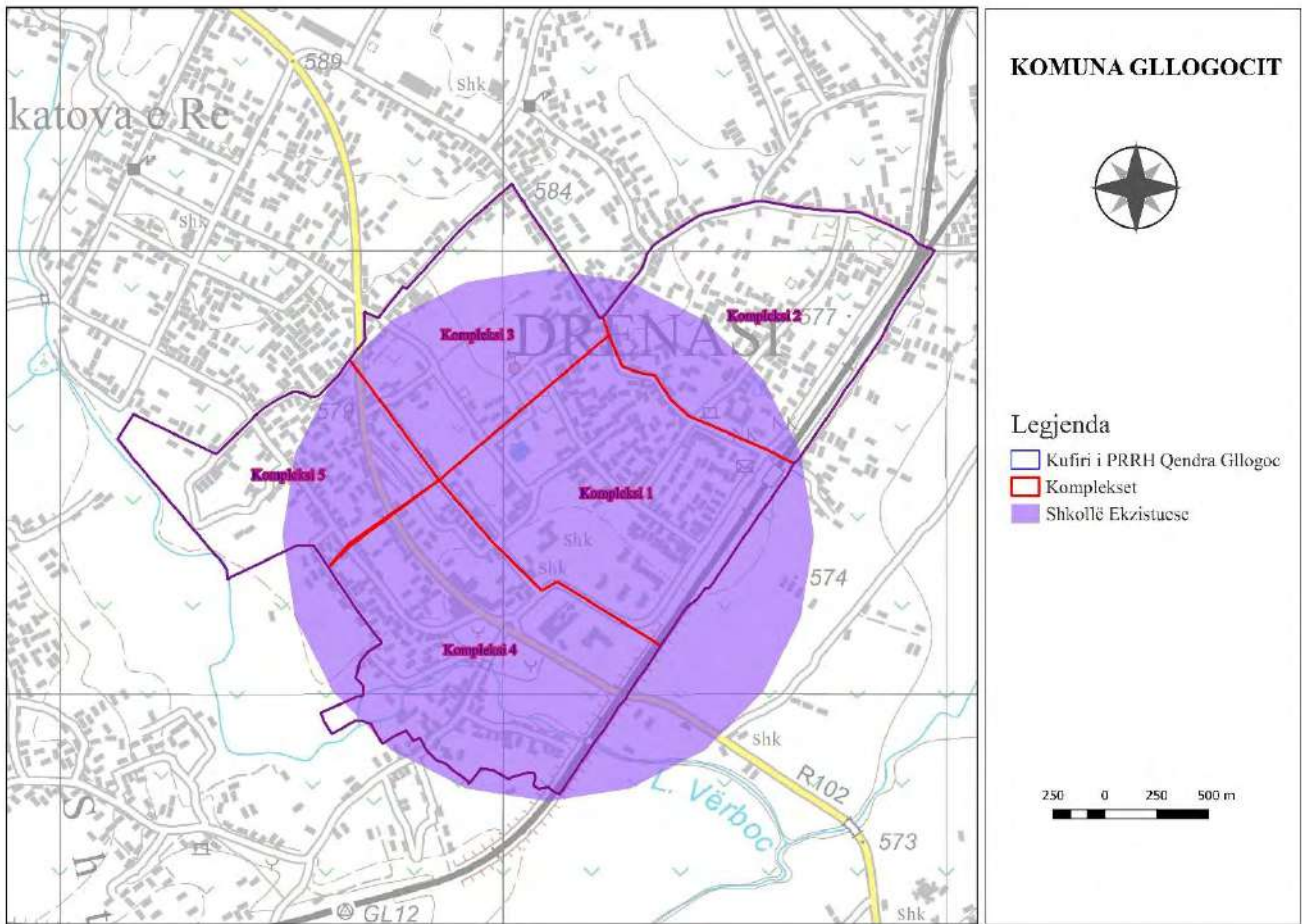 589
Shk
katova e Re
584
Shk
Kompleksi 2
577
Kompleksi 3
DRENASI
579
Kompleksi 5
Kompleksi 1
Shk
Shk
574
Kompleksi 4
Shk
R102
L. Vërboc
573
S
h
t
GL12
Shk
KOMUNA GLLOGOCIT
Legjenda
Kufiri i PRRH Qendra Gllogoc
Komplekset
Shkollë Ekzistuese
250 0 250 500 m